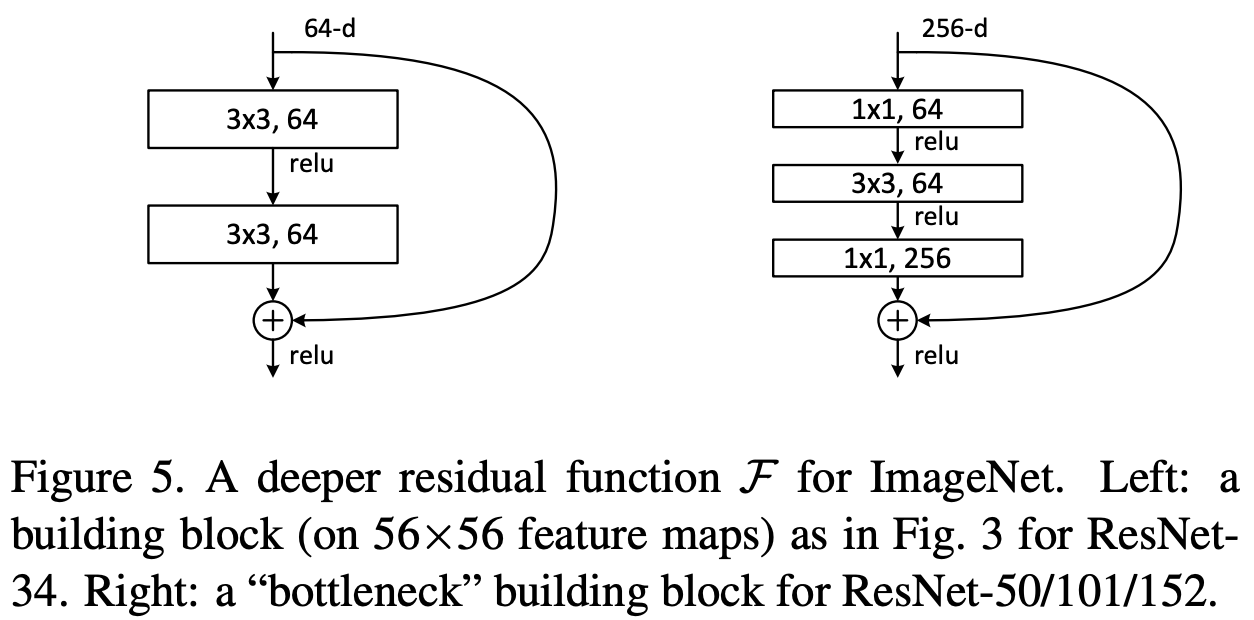 64-d
3x3, 64
relu
3x3, 64
relu
256-d
1x1, 64
relu
3x3, 64
relu
1x1, 256
relu
Figure 5. A deeper residual function F for ImageNet. Left: a
building block (on 56×56 feature maps) as in Fig. 3 for ResNet-
34. Right: a “bottleneck” building block for ResNet-50/101/152.